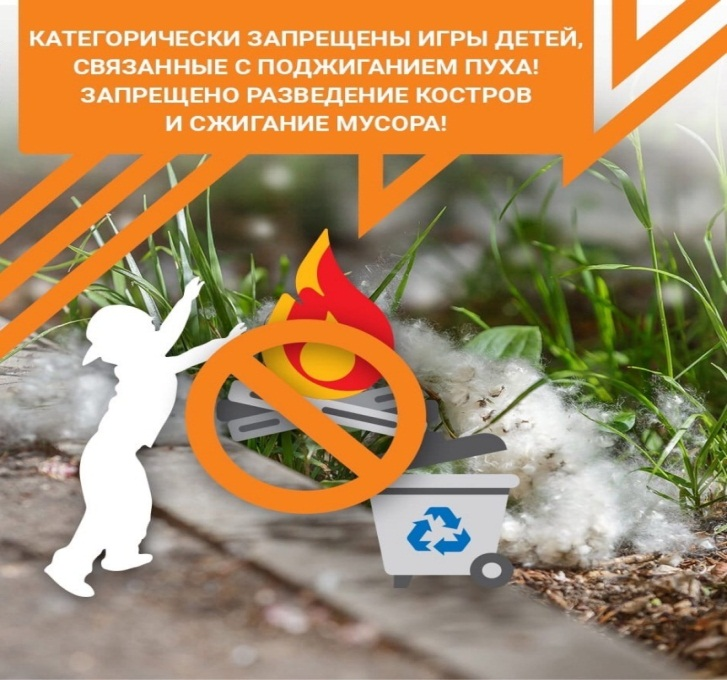 КАТЕГОРИЧЕСКИ ЗАПРЕЩЕНЫ ИГРЫ ДЕТЕЙ,
СВЯЗАННЫЕ С ПОДЖИГАНИЕМ ПУХА!
ЗАПРЕЩЕНО РАЗВЕДЕНИЕ КОСТРОВ
И СЖИГАНИЕ МУСОРА!